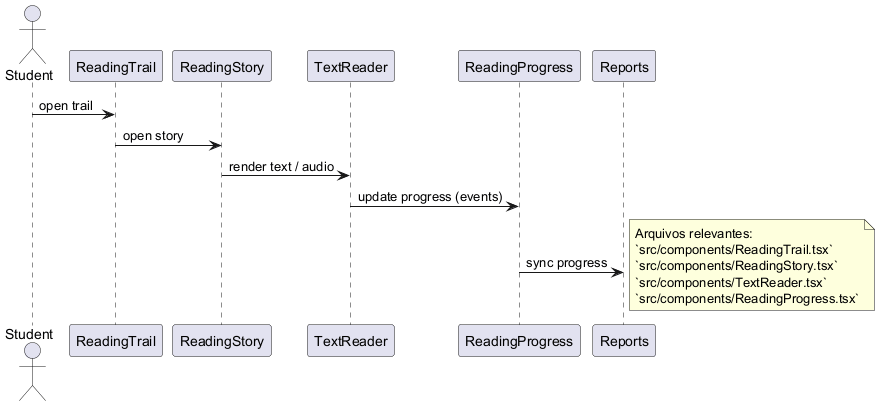 Student
ReadingTrail
ReadingStory
TextReader
ReadingProgress
Reports
open trail
open story
render text / audio
update progress (events)
Arquivos relevantes:
`src/components/ReadingTrail.tsx`
`src/components/ReadingStory.tsx`
`src/components/TextReader.tsx`
`src/components/ReadingProgress.tsx`
sync progress
Student
ReadingTrail
ReadingStory
TextReader
ReadingProgress
Reports